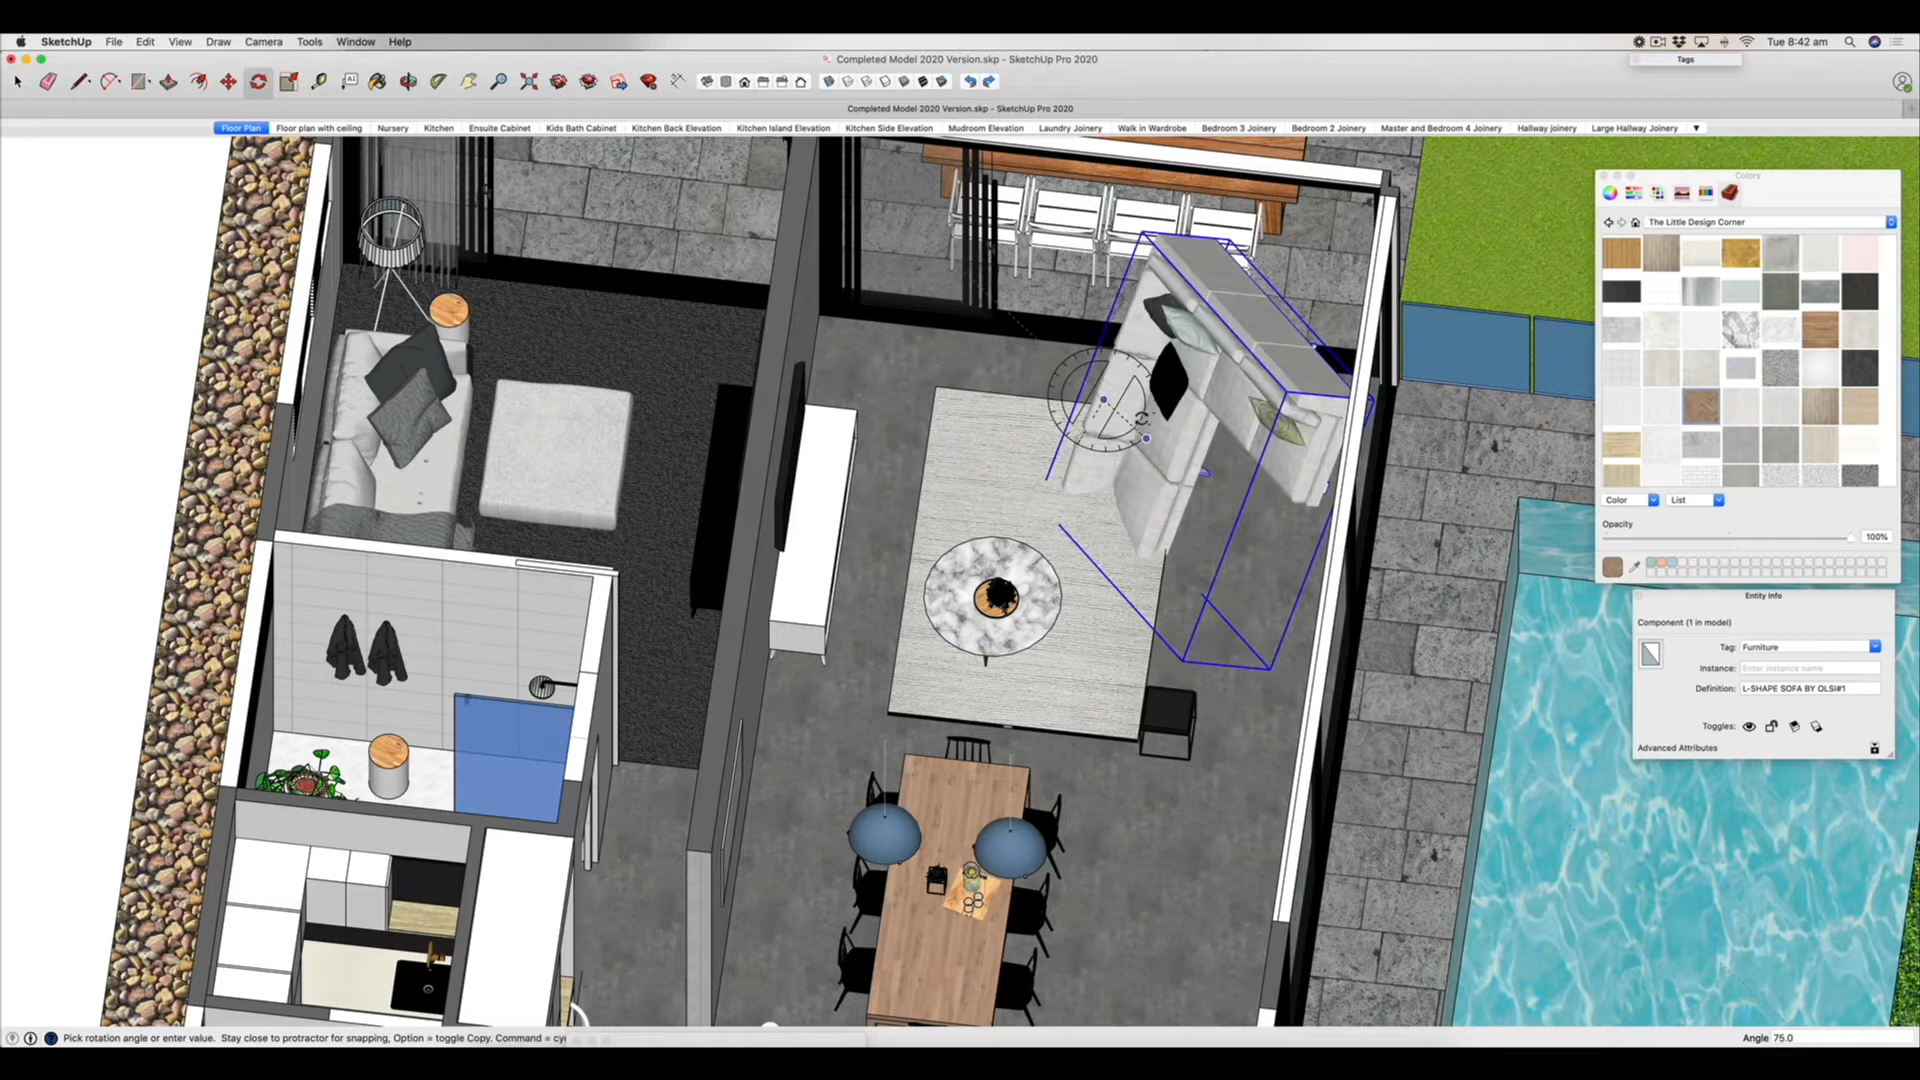 SketchUp File Edit View Draw Camera Tools Window Help
Tue 8:42 am
Completed Model 2020 Version.skp - SketchUp Pro 2020
Tags
Completed Model 2020 Version.skp - SketchUp Pro 2020
Floor Plan Floor plan with ceiling Nursery Kitchen Ensuite Cabinet Kids Bath Cabinet Kitchen Back Elevation Kitchen Island Elevation Kitchen Side Elevation Mudroom Elevation Laundry Joinery Walk in Wardrobe Bedroom 3 Joinery Bedroom 2 Joinery Master and Bedroom 4 Joinery Hallway joinery Large Hallway Joinery
Colors
The Little Design Corner
Color List
Opacity
100%
Entity Info
Component (1 in model)
Tag: Furniture
Instance: Enter instance name
Definition: L-SHAPE SOFA BY OLSI#1
Toggles:
Advanced Attributes
Pick rotation angle or enter value. Stay close to protractor for snapping, Option = toggle Copy. Command = cy
Angle 75.0